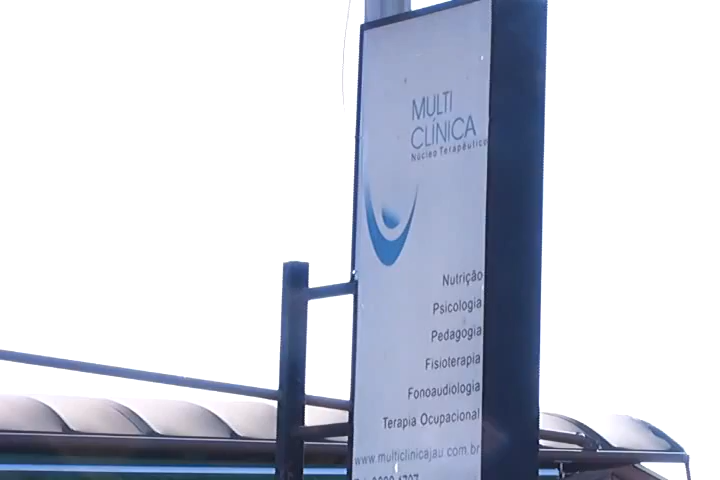 MULTI
CLÍNICA
Núcleo Terapêutico
Nutrição
Psicologia
Pedagogia
Fisioterapia
Fonoaudiologia
Terapia Ocupacional
www.multiclinicajau.com.br